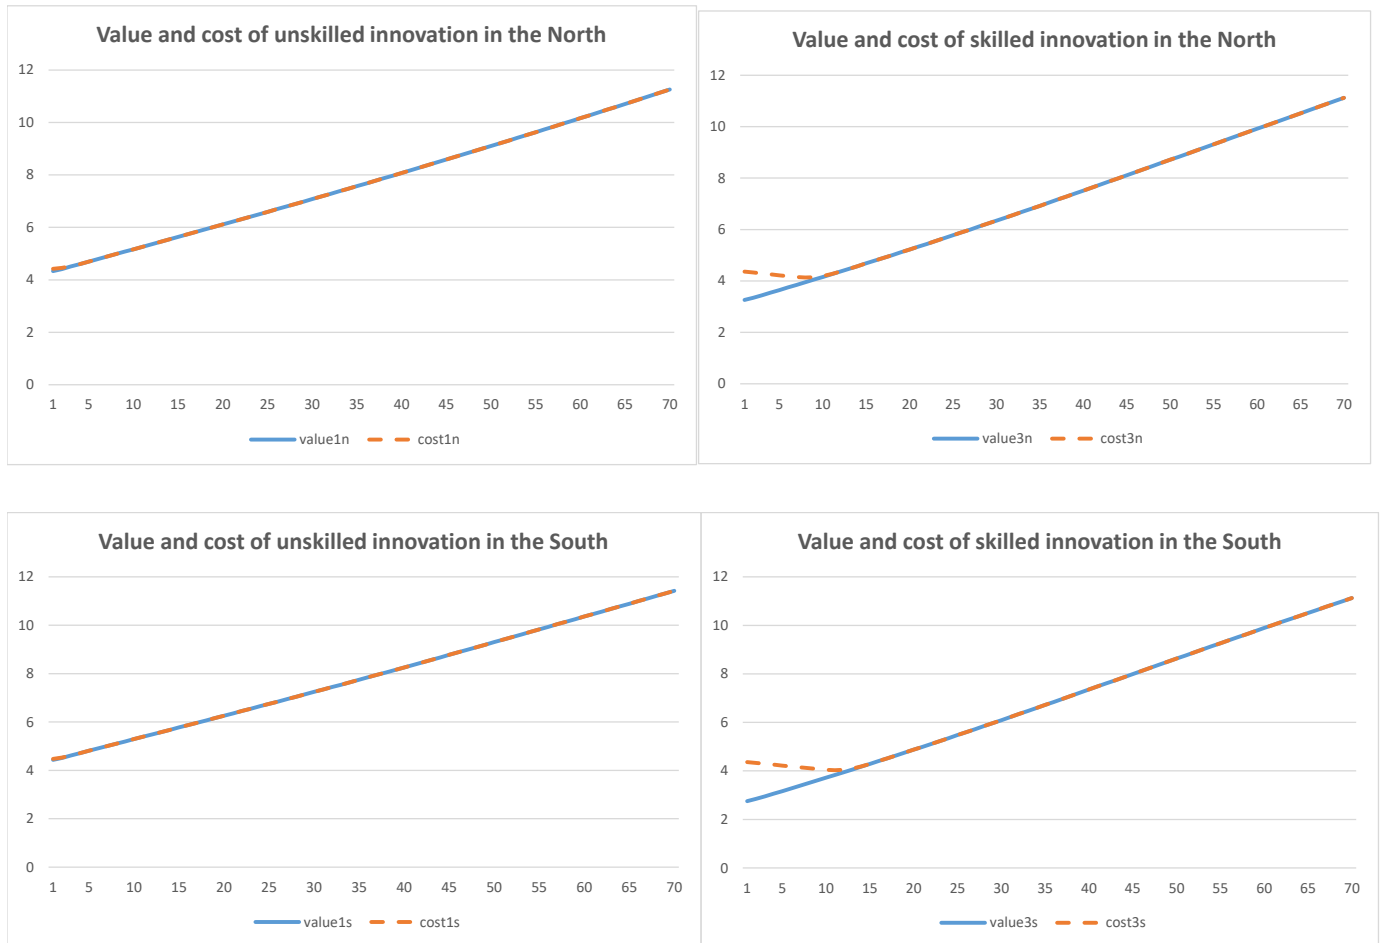 Value and cost of unskilled innovation in the North
12
10
8
6
4
2
0
1 5 10 15 20 25 30 35 40 45 50 55 60 65 70
value1n cost1n
Value and cost of skilled innovation in the North
12
10
8
6
4
2
0
1 5 10 15 20 25 30 35 40 45 50 55 60 65 70
value3n cost3n
Value and cost of unskilled innovation in the South
12
10
8
6
4
2
0
1 5 10 15 20 25 30 35 40 45 50 55 60 65 70
value1s cost1s
Value and cost of skilled innovation in the South
12
10
8
6
4
2
0
1 5 10 15 20 25 30 35 40 45 50 55 60 65 70
value3s cost3s